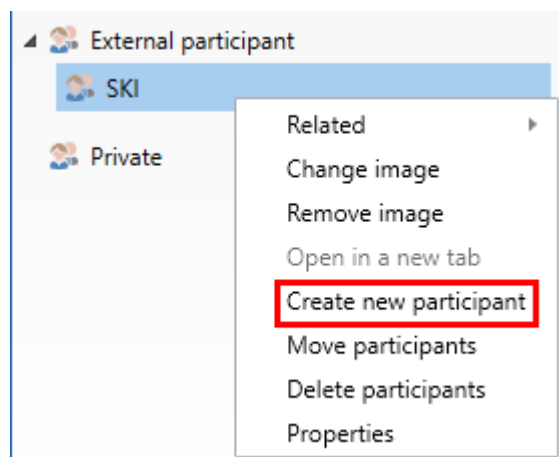 External participant
SKI
Private
Related
Change image
Remove image
Open in a new tab
Create new participant
Move participants
Delete participants
Properties